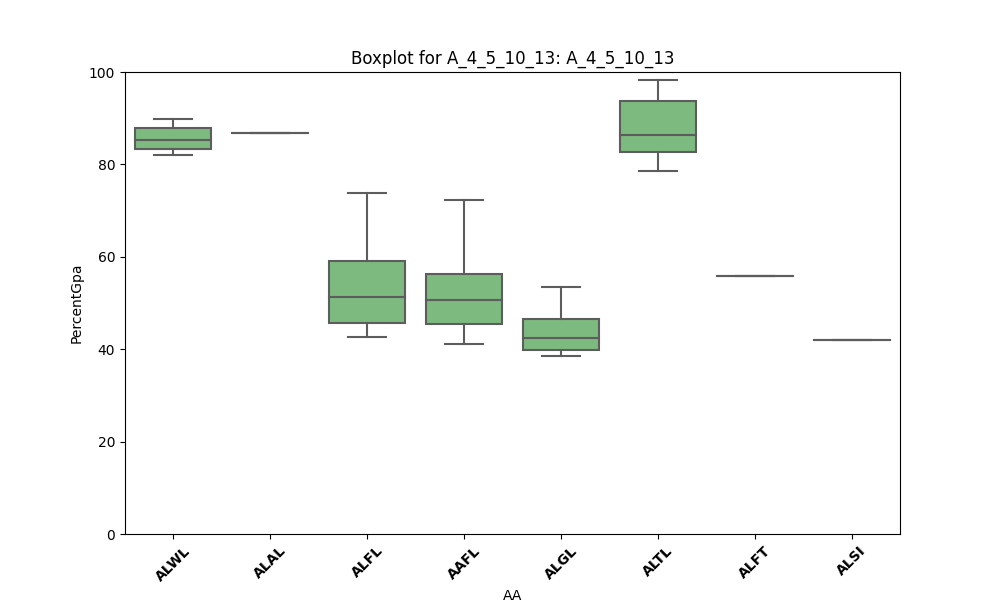 Boxplot for A_4_5_10_13: A_4_5_10_13
100
80
60
40
20
0
PercentGpa
ALWL
ALAL
ALFL
AAFL
ALGL
ALTL
ALFT
ALSI
AA